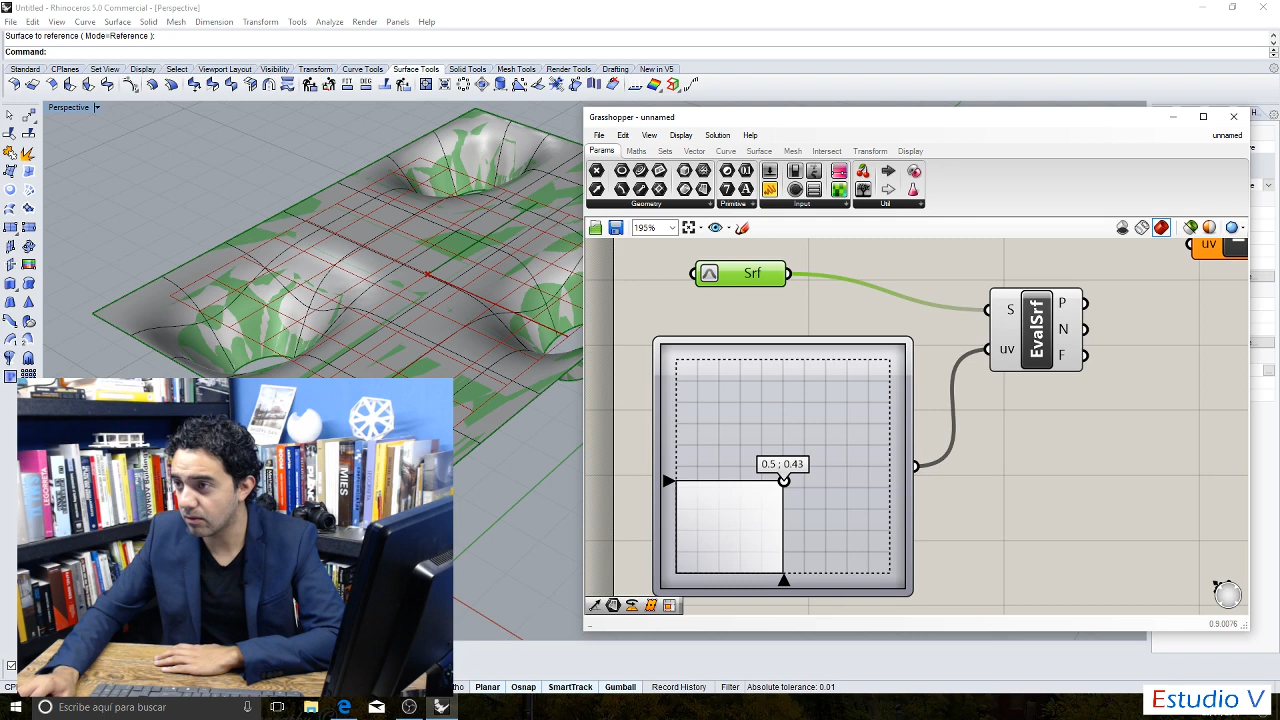 Untitled - Rhinoceros 5.0 Commercial - [Perspective]
File Edit View Curve Surface Solid Mesh Dimension Transform Tools Analyze Render Panels Help
Surface to reference ( Mode=Reference ):
Command:
Standard CPlanes Set View Display Select Viewport Layout Visibility Transform Curve Tools Surface Tools Solid Tools Mesh Tools Render Tools Drafting New in V5
Perspective
Grasshopper - unnamed
File Edit View Display Solution Help
unnamed
Params Maths Sets Vector Curve Surface Mesh Intersect Transform Display
Geometry Primitive Input Util
195%
uv
Srf
S
uv
EvalSrf
P
N
F
0.5 ; 0.43
MIES
0.9.0076
Planar Osnap SmartTrack Gumball Record History Filter Absolute tolerance: 0.01
Escribe aquí para buscar
Estudio V